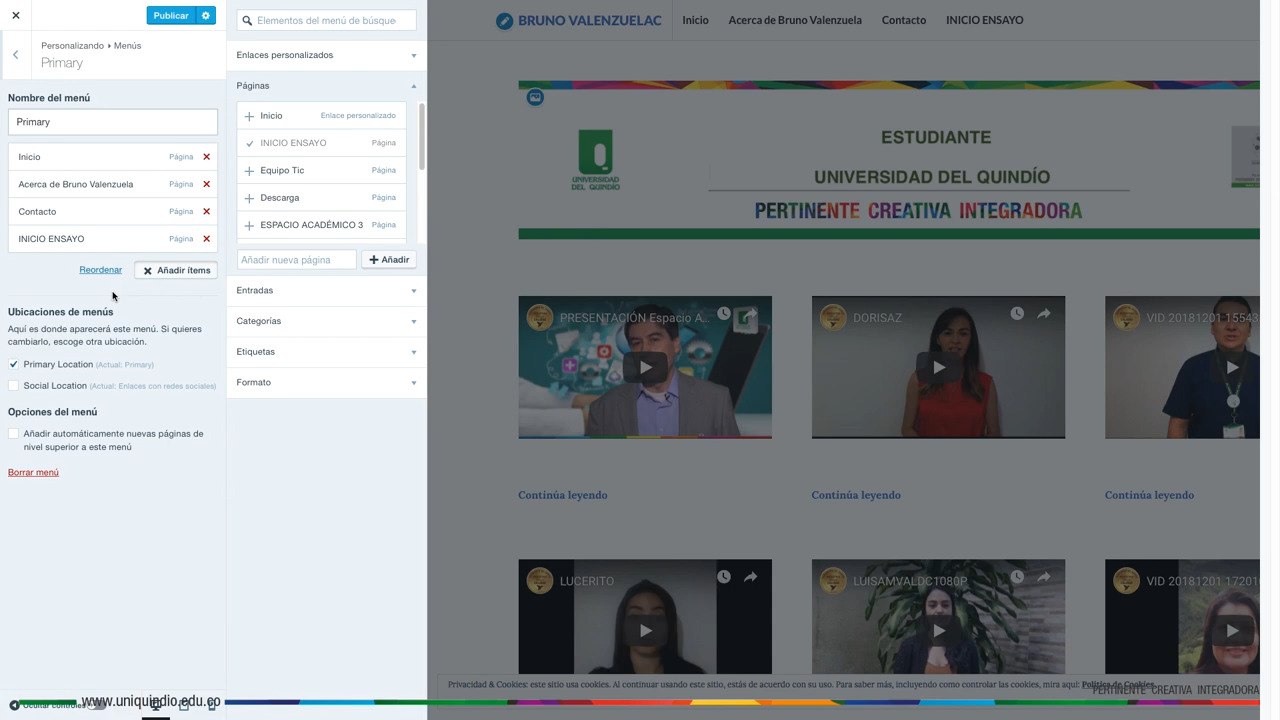 Publicar
Personalizando ▸ Menús
Primary
Nombre del menú
Primary
Inicio Página
Acerca de Bruno Valenzuela Página
Contacto Página
INICIO ENSAYO Página
Reordenar Añadir ítems
Ubicaciones de menús
Aquí es donde aparecerá este menú. Si quieres
cambiarlo, escoge otra ubicación.
Primary Location (Actual: Primary)
Social Location (Actual: Enlaces con redes sociales)
Opciones del menú
Añadir automáticamente nuevas páginas de
nivel superior a este menú
Borrar menú
Ocultar controles
www.uniquindio.edu.co
Elementos del menú de búsque
Enlaces personalizados
Páginas
Inicio Enlace personalizado
INICIO ENSAYO Página
Equipo Tic Página
Descarga Página
ESPACIO ACADÉMICO 3 Página
Añadir nueva página Añadir
Entradas
Categorías
Etiquetas
Formato
BRUNO VALENZUELAC Inicio Acerca de Bruno Valenzuela Contacto INICIO ENSAYO
UNIVERSIDAD
DEL QUINDÍO
ESTUDIANTE
UNIVERSIDAD DEL QUINDÍO
PERTINENTE CREATIVA INTEGRADORA
PRESENTACIÓN Espacio A... DORISAZ VID 20181201 15543
Continúa leyendo Continúa leyendo Continúa leyendo
LUCERITO LUISAMVALDC1080P VID 20181201 17201
Privacidad & Cookies: este sitio usa cookies. Al continuar usando este sitio, estás de acuerdo con su uso. Para saber más, incluyendo como controlar las cookies, mira aquí: Política de Cookies
PERTINENTE CREATIVA INTEGRADORA